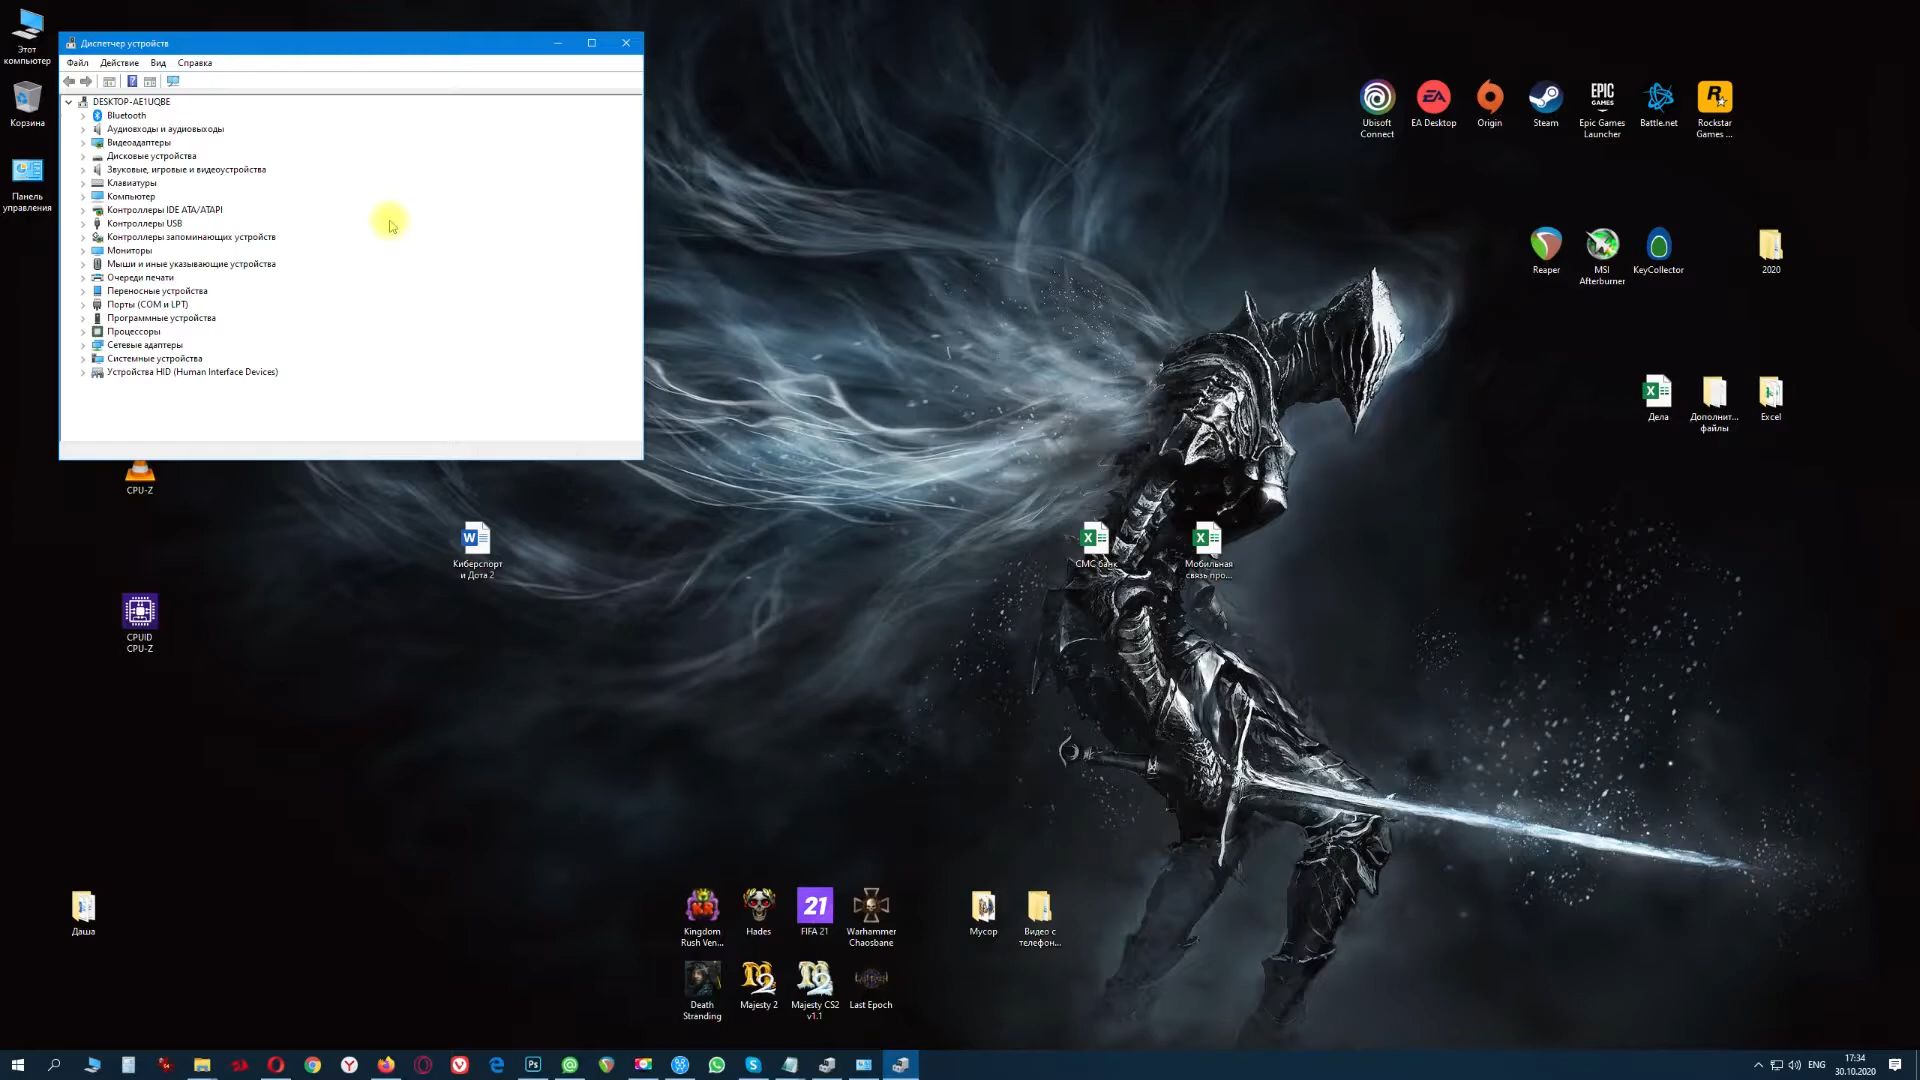 Диспетчер устройств
Файл
Действие
Вид
Справка
DESKTOP-AE1UQBE
Bluetooth
Аудиовходы и аудиовыходы
Видеоадаптеры
Дисковые устройства
Звуковые, игровые и видеоустройства
Клавиатуры
Компьютер
Контроллеры IDE ATA/ATAPI
Контроллеры USB
Контроллеры запоминающих устройств
Мониторы
Мыши и иные указывающие устройства
Очереди печати
Переносные устройства
Порты (COM и LPT)
Программные устройства
Процессоры
Сетевые адаптеры
Системные устройства
Устройства HID (Human Interface Devices)
Этот
компьютер
Корзина
Панель
управления
CPU-Z
CPUID
CPU-Z
Даша
Киберспорт
и Дота 2
СМС банк
Мобильная
связь про...
Ubisoft
Connect
EA
EA Desktop
Origin
Steam
EPIC
GAMES
Epic Games
Launcher
Battle.net
R
Rockstar
Games ...
Reaper
MSI
Afterburner
KeyCollector
2020
Дела
Дополнит...
файлы
Excel
Kingdom
Rush Ven...
Hades
21
FIFA 21
Warhammer
Chaosbane
Мусор
Видео с
телефон...
Death
Stranding
Majesty 2
Majesty CS2
v1.1
Last Epoch
Ps
ENG
17:34
30.10.2020